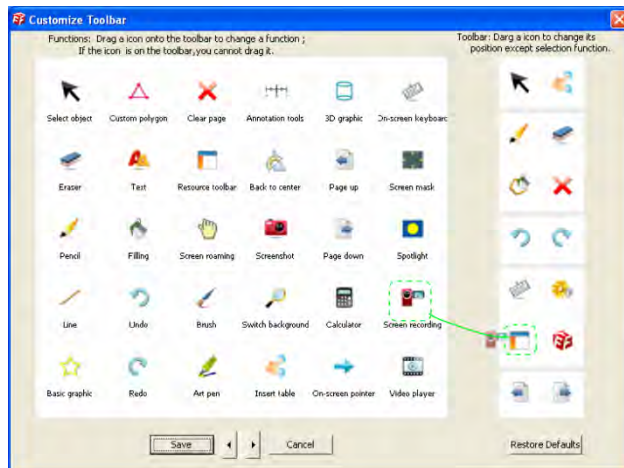 Customize Toolbar
Functions: Drag a icon onto the toolbar to change a function ;
If the icon is on the toolbar,you cannot drag it.
Toolbar: Darg a icon to change its
position except selection function.
Select object Custom polygon Clear page Annotation tools 3D graphic On-screen keyboard
Eraser Text Resource toolbar Back to center Page up Screen mask
Pencil Filling Screen roaming Screenshot Page down Spotlight
Line Undo Brush Switch background Calculator Screen recording
Basic graphic Redo Art pen Insert table On-screen pointer Video player
Save Cancel Restore Defaults